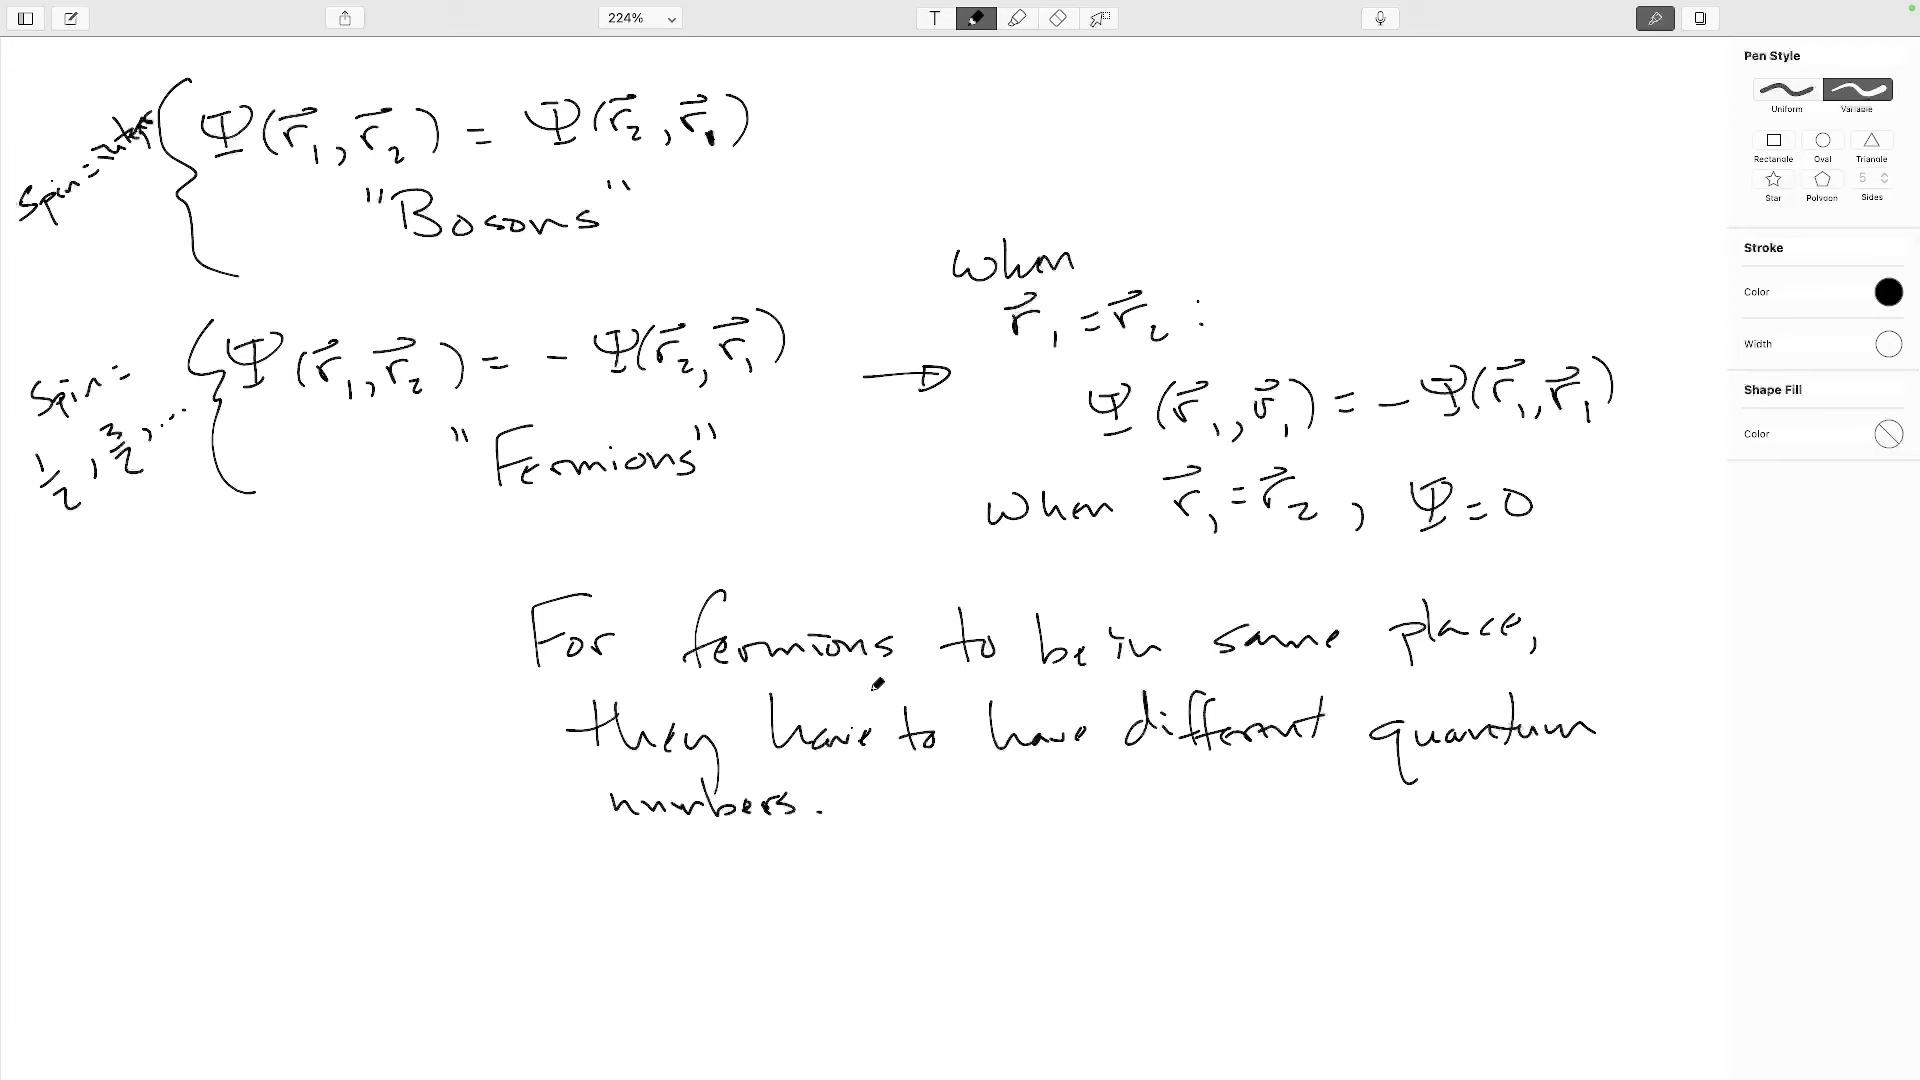 224%
T
Pen Style
Uniform
Variable
Rectangle
Oval
Triangle
5
Star
Polygon
Sides
Stroke
Color
Width
Shape Fill
Color
Spin =
Ψ(r⃗₁, r⃗₂) = Ψ(r⃗₂, r⃗₁)
"Bosons"
Spin =
1/2, 3/2, ...
Ψ(r⃗₁, r⃗₂) = - Ψ(r⃗₂, r⃗₁)
"Fermions"
→
when
r⃗₁ = r⃗₂ :
Ψ(r⃗₁, r⃗₁) = - Ψ(r⃗₁, r⃗₁)
when r⃗₁ = r⃗₂, Ψ = 0
For fermions to be in same place,
they have to have different quantum
numbers.